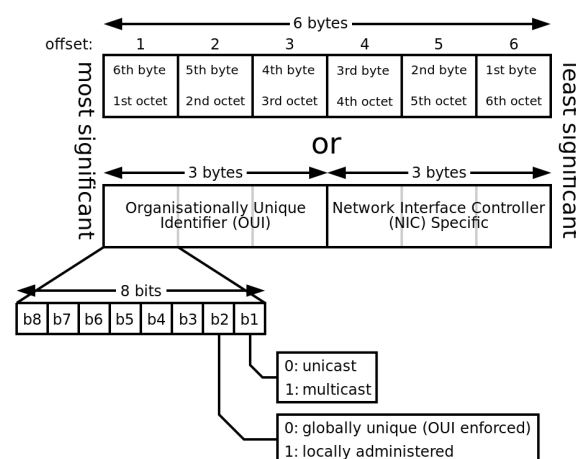 6 bytes
offset: 1 2 3 4 5 6
most significant
6th byte 5th byte 4th byte 3rd byte 2nd byte 1st byte
1st octet 2nd octet 3rd octet 4th octet 5th octet 6th octet
least significant
or
3 bytes 3 bytes
Organisationally Unique Network Interface Controller
Identifier (OUI) (NIC) Specific
8 bits
b8 b7 b6 b5 b4 b3 b2 b1
0: unicast
1: multicast
0: globally unique (OUI enforced)
1: locally administered